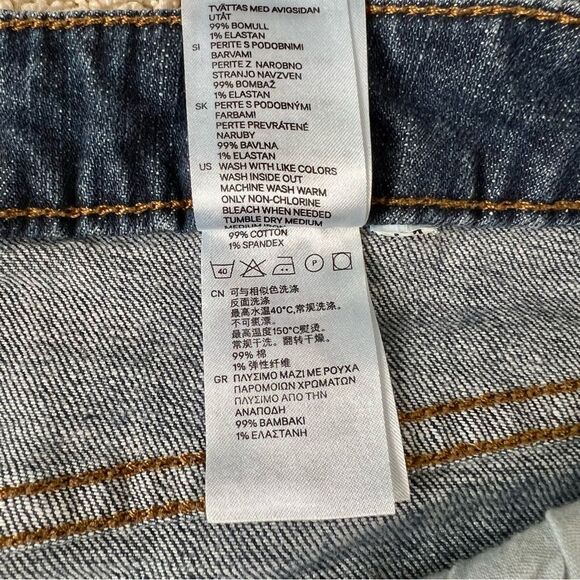 TVÄTTAS MED AVIGSIDAN
UTÅT
99% BOMULL
1% ELASTAN
SI PERITE S PODOBNIMI
BARVAMI
PERITE Z NAROBNO
STRANJO NAVZVEN
99% BOMBAŽ
1% ELASTAN
SK PERTE S PODOBNÝMI
FARBAMI
PERTE PREVRÁTENÉ
NARUBY
99% BAVLNA
1% ELASTAN
US WASH WITH LIKE COLORS
WASH INSIDE OUT
MACHINE WASH WARM
ONLY NON-CHLORINE
BLEACH WHEN NEEDED
TUMBLE DRY MEDIUM
99% COTTON
1% SPANDEX
40 P
CN 可与相似色洗涤
反面洗涤
最高水温40°C,常规洗涤.
不可氯漂.
最高温度150°C熨烫.
常规干洗。翻转干燥.
99% 棉
1% 弹性纤维
GR ΠΛΥΣΙΜΟ ΜΑΖΙ ΜΕ ΡΟΥΧΑ
ΠΑΡΟΜΟΙΩΝ ΧΡΩΜΑΤΩΝ
ΠΛΥΣΙΜΟ ΑΠΟ ΤΗΝ
ΑΝΑΠΟΔΗ
99% ΒΑΜΒΑΚΙ
1% ΕΛΑΣΤΑΝΗ